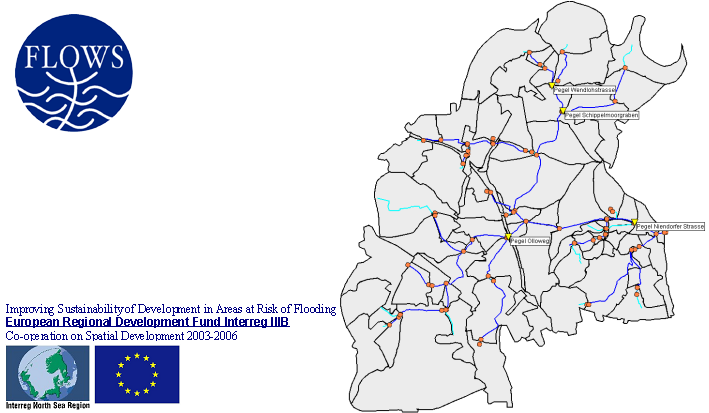 FLOWS
Pegel Wendlohstrasse
Pegel Schippelmoorgraben
Pegel Niendorfer Strasse
Pegel Olloweg
Improving Sustainability of Development in Areas at Risk of Flooding
European Regional Development Fund Interreg IIIB
Co-operation on Spatial Development 2003-2006
Interreg North Sea Region